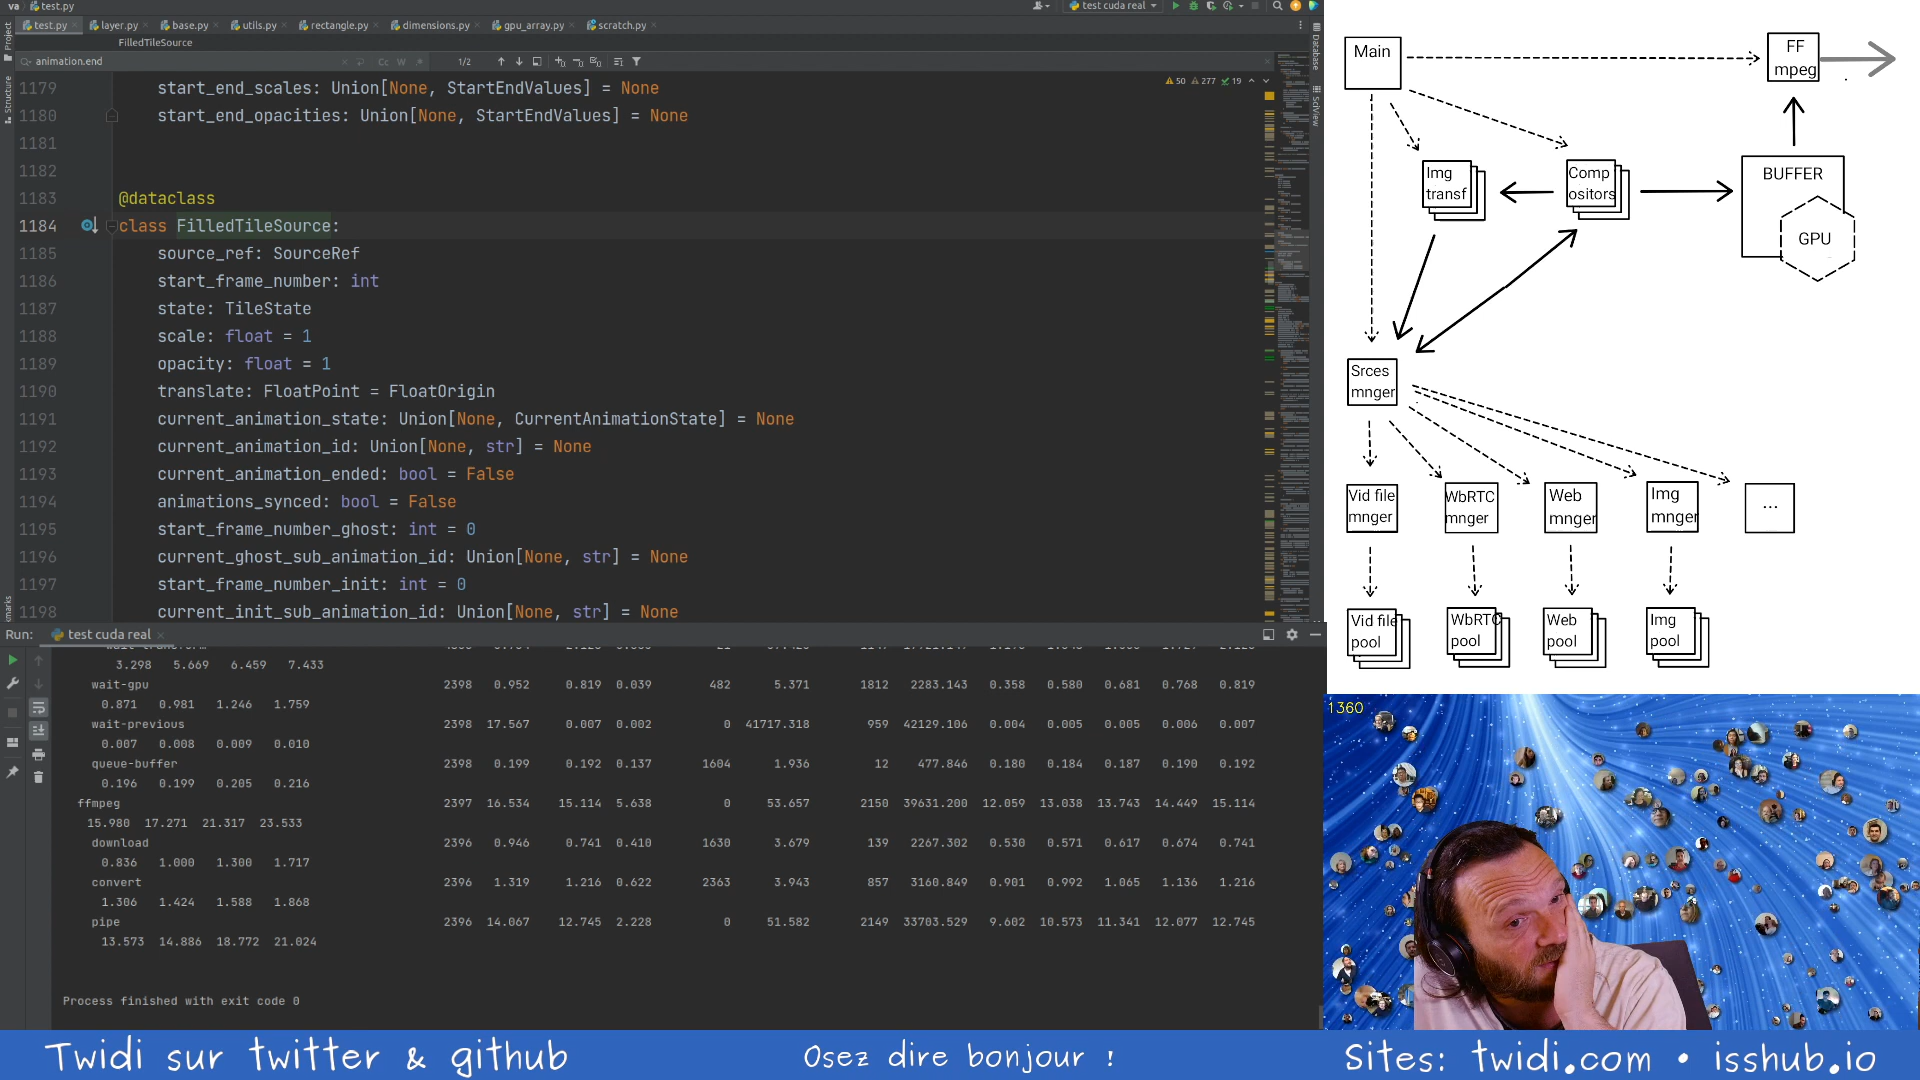 va test.py test cuda real
test.py layer.py base.py utils.py rectangle.py dimensions.py gpu_array.py scratch.py
FilledTileSource
animation.end Cc W 1/2
50 277 19
Project
Structure
Database
SciView
1179 start_end_scales: Union[None, StartEndValues] = None
1180 start_end_opacities: Union[None, StartEndValues] = None
1181
1182
1183 @dataclass
1184 class FilledTileSource:
1185 source_ref: SourceRef
1186 start_frame_number: int
1187 state: TileState
1188 scale: float = 1
1189 opacity: float = 1
1190 translate: FloatPoint = FloatOrigin
1191 current_animation_state: Union[None, CurrentAnimationState] = None
1192 current_animation_id: Union[None, str] = None
1193 current_animation_ended: bool = False
1194 animations_synced: bool = False
1195 start_frame_number_ghost: int = 0
1196 current_ghost_sub_animation_id: Union[None, str] = None
1197 start_frame_number_init: int = 0
1198 current_init_sub_animation_id: Union[None, str] = None
Run: test cuda real
3.298 5.669 6.459 7.433
wait-gpu 2398 0.952 0.819 0.039 482 5.371 1812 2283.143 0.358 0.580 0.681 0.768 0.819
0.871 0.981 1.246 1.759
wait-previous 2398 17.567 0.007 0.002 0 41717.318 959 42129.106 0.004 0.005 0.005 0.006 0.007
0.007 0.008 0.009 0.010
queue-buffer 2398 0.199 0.192 0.137 1604 1.936 12 477.846 0.180 0.184 0.187 0.190 0.192
0.196 0.199 0.205 0.216
ffmpeg 2397 16.534 15.114 5.638 0 53.657 2150 39631.200 12.059 13.038 13.743 14.449 15.114
15.980 17.271 21.317 23.533
download 2396 0.946 0.741 0.410 1630 3.679 139 2267.302 0.530 0.571 0.617 0.674 0.741
0.836 1.000 1.300 1.717
convert 2396 1.319 1.216 0.622 2363 3.943 857 3160.849 0.901 0.992 1.065 1.136 1.216
1.306 1.424 1.588 1.868
pipe 2396 14.067 12.745 2.228 0 51.582 2149 33703.529 9.602 10.573 11.341 12.077 12.745
13.573 14.886 18.772 21.024
Process finished with exit code 0
Main
FF
mpeg
Img
transf
Comp
ositors
BUFFER
GPU
Srces
mnger
Vid file
mnger
WbRTC
mnger
Web
mnger
Img
mnger
...
Vid file
pool
WbRTC
pool
Web
pool
Img
pool
1360
Twidi sur twitter & github
Osez dire bonjour !
Sites: twidi.com • isshub.io